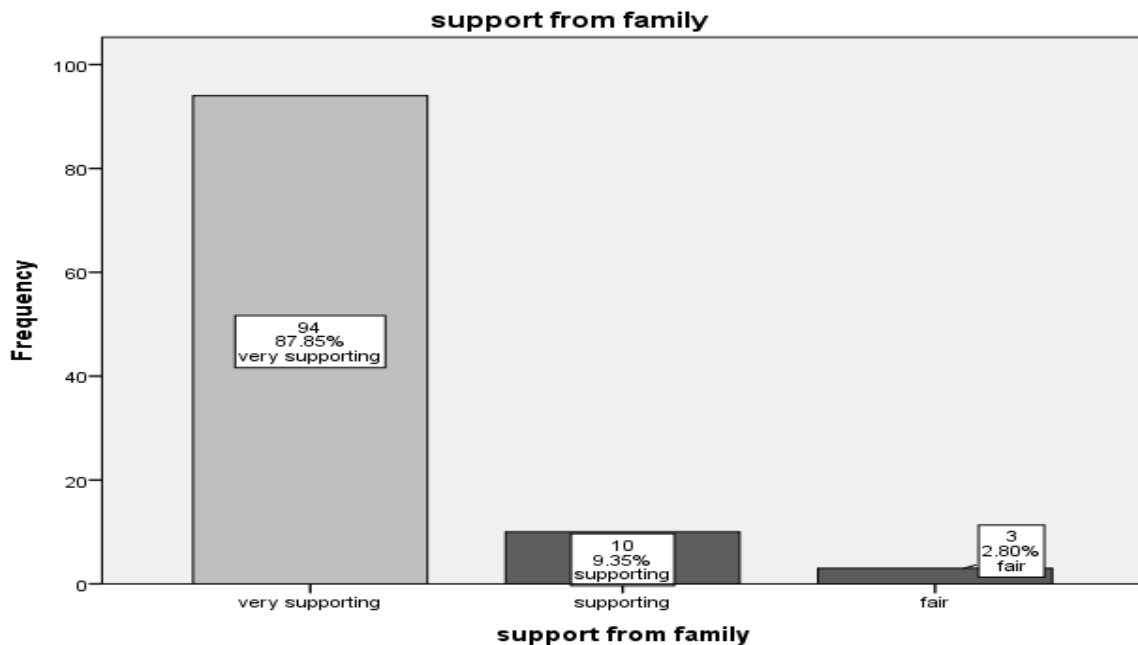 support from family
100
80
60
40
20
0
Frequency
94
87.85%
very supporting
10
9.35%
supporting
3
2.80%
fair
very supporting
supporting
fair
support from family